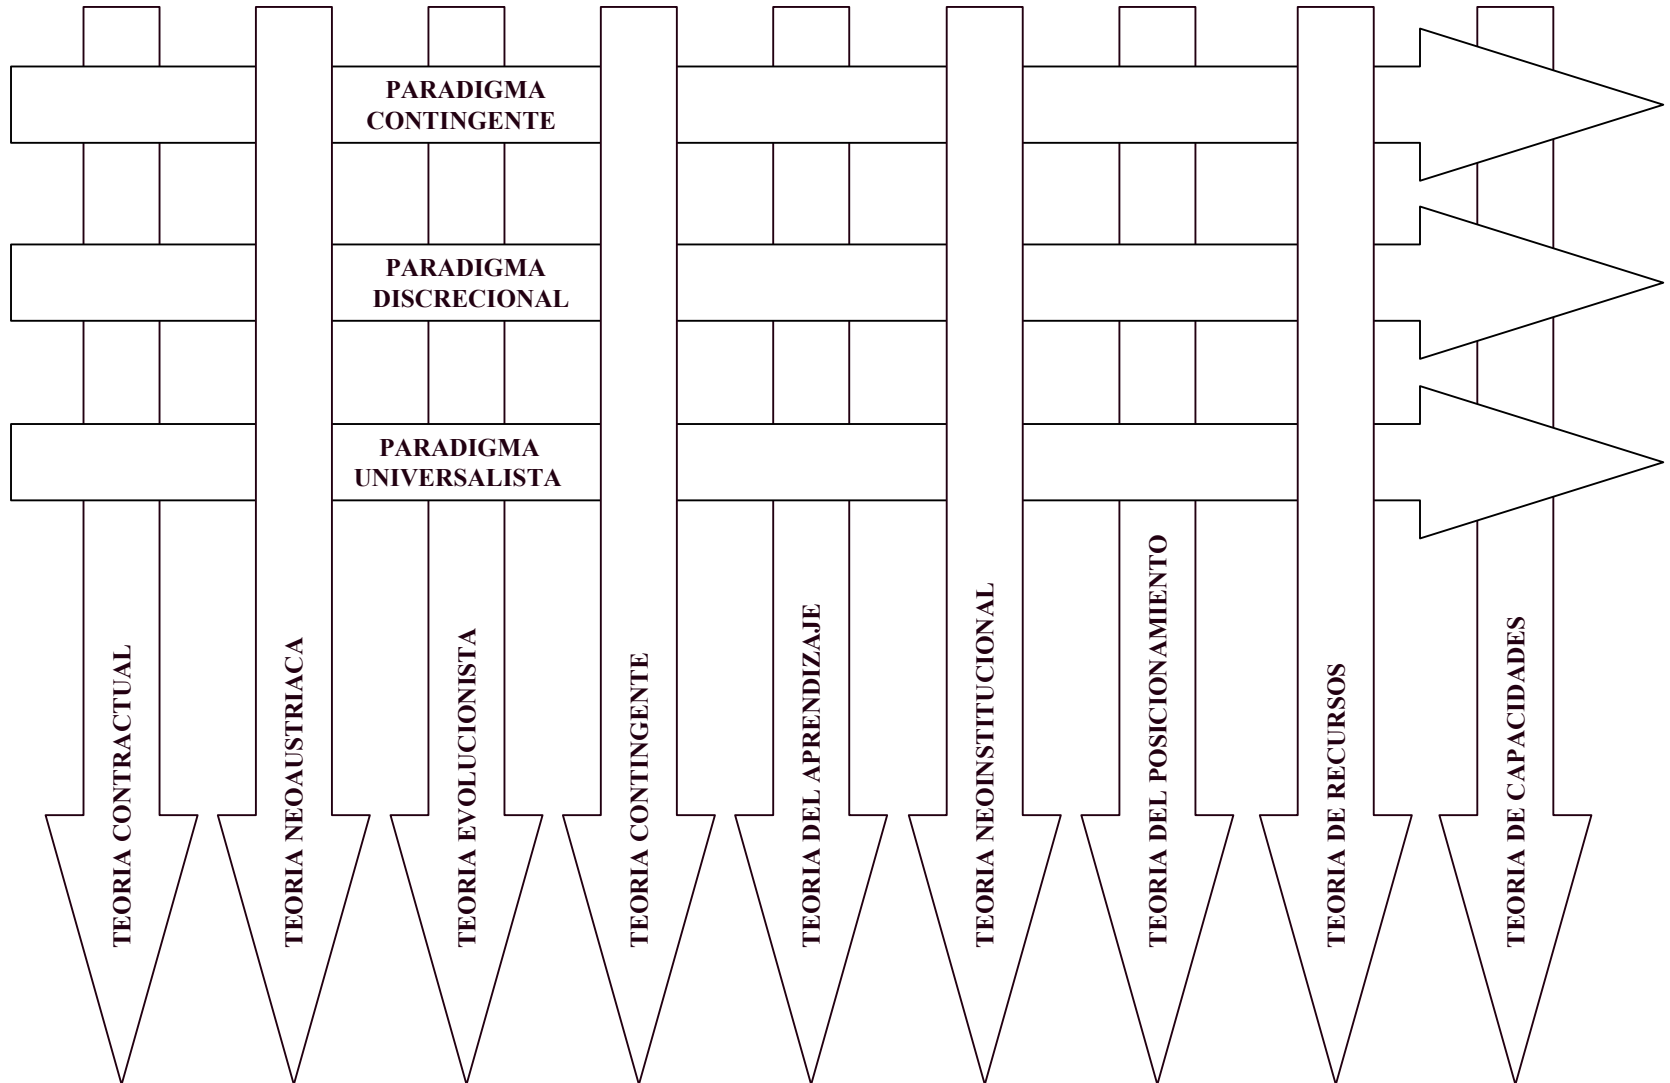 PARADIGMA
CONTINGENTE
PARADIGMA
DISCRECIONAL
PARADIGMA
UNIVERSALISTA
TEORIA CONTRACTUAL
TEORIA NEOAUSTRIACA
TEORIA EVOLUCIONISTA
TEORIA CONTINGENTE
TEORIA DEL APRENDIZAJE
TEORIA NEOINSTITUCIONAL
TEORIA DEL POSICIONAMIENTO
TEORIA DE RECURSOS
TEORIA DE CAPACIDADES